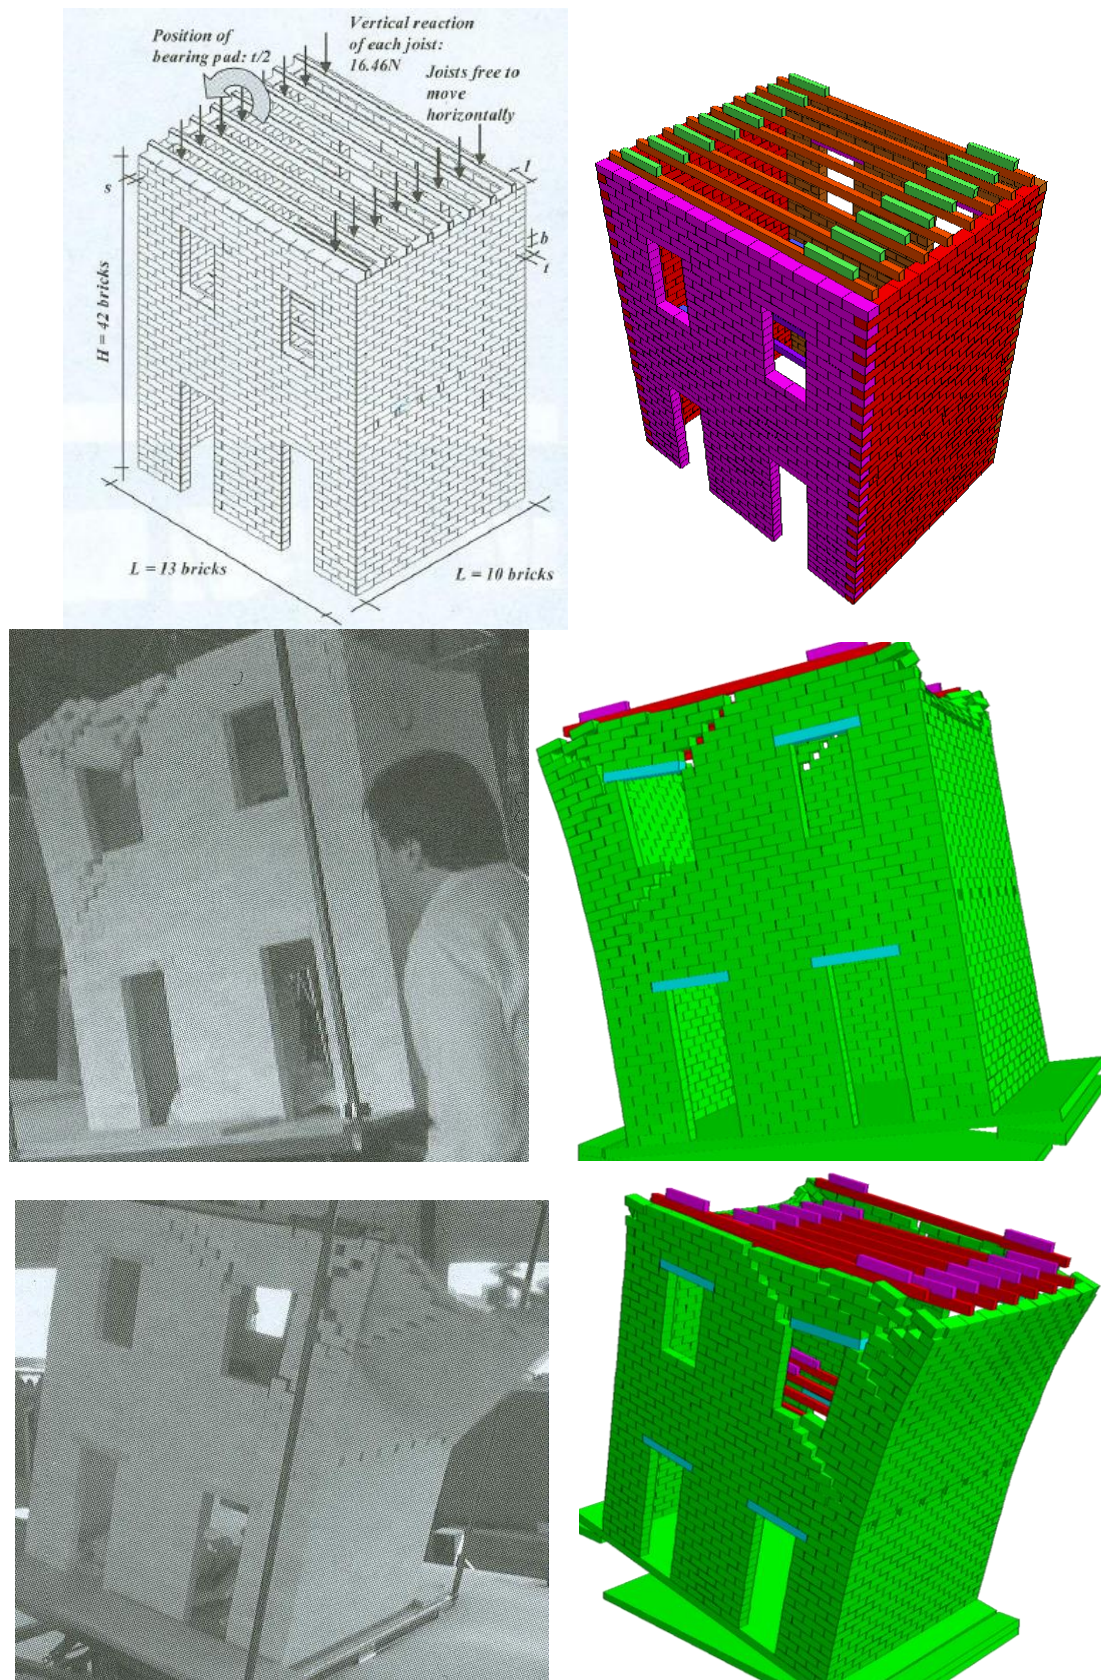 Position of
bearing pad: t/2
Vertical reaction
of each joist:
16.46N
Joists free to
move
horizontally
s
t
b
t
H = 42 bricks
L = 13 bricks
L = 10 bricks